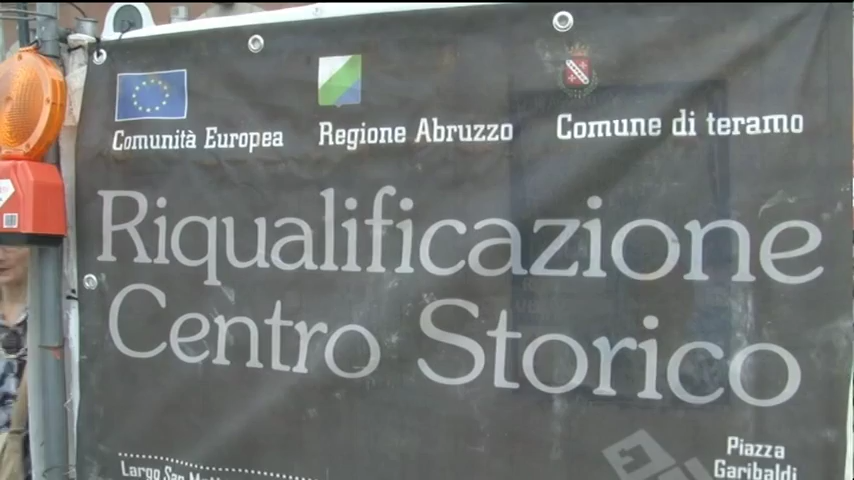 Comunità Europea
Regione Abruzzo
Comune di teramo
Riqualificazione
Centro Storico
Largo San
Piazza
Garibaldi